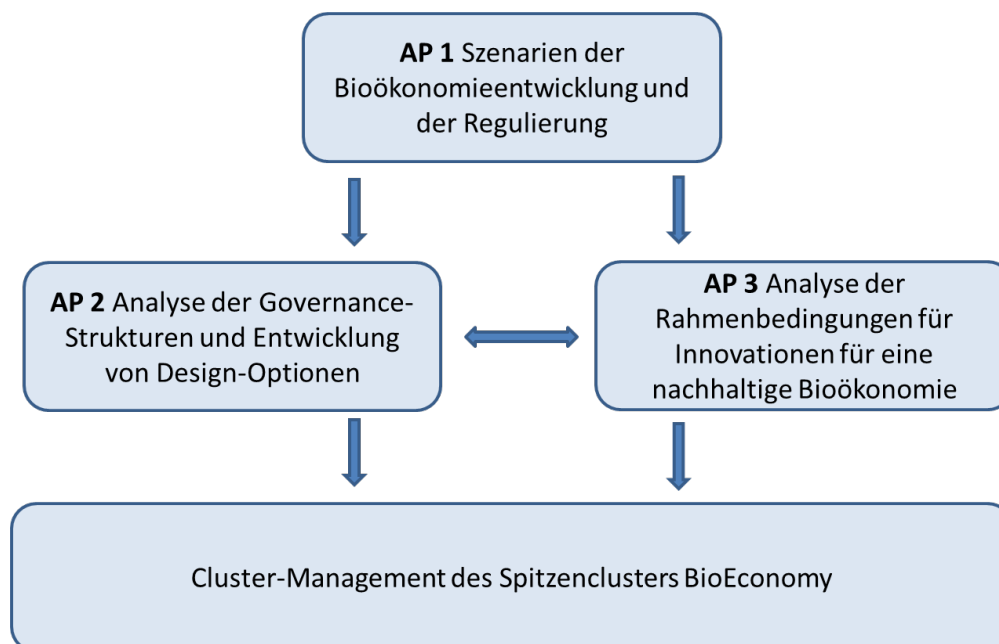 AP 1 Szenarien der
Bioökonomieentwicklung und
der Regulierung
AP 2 Analyse der Governance-
Strukturen und Entwicklung
von Design-Optionen
AP 3 Analyse der
Rahmenbedingungen für
Innovationen für eine
nachhaltige Bioökonomie
Cluster-Management des Spitzenclusters BioEconomy